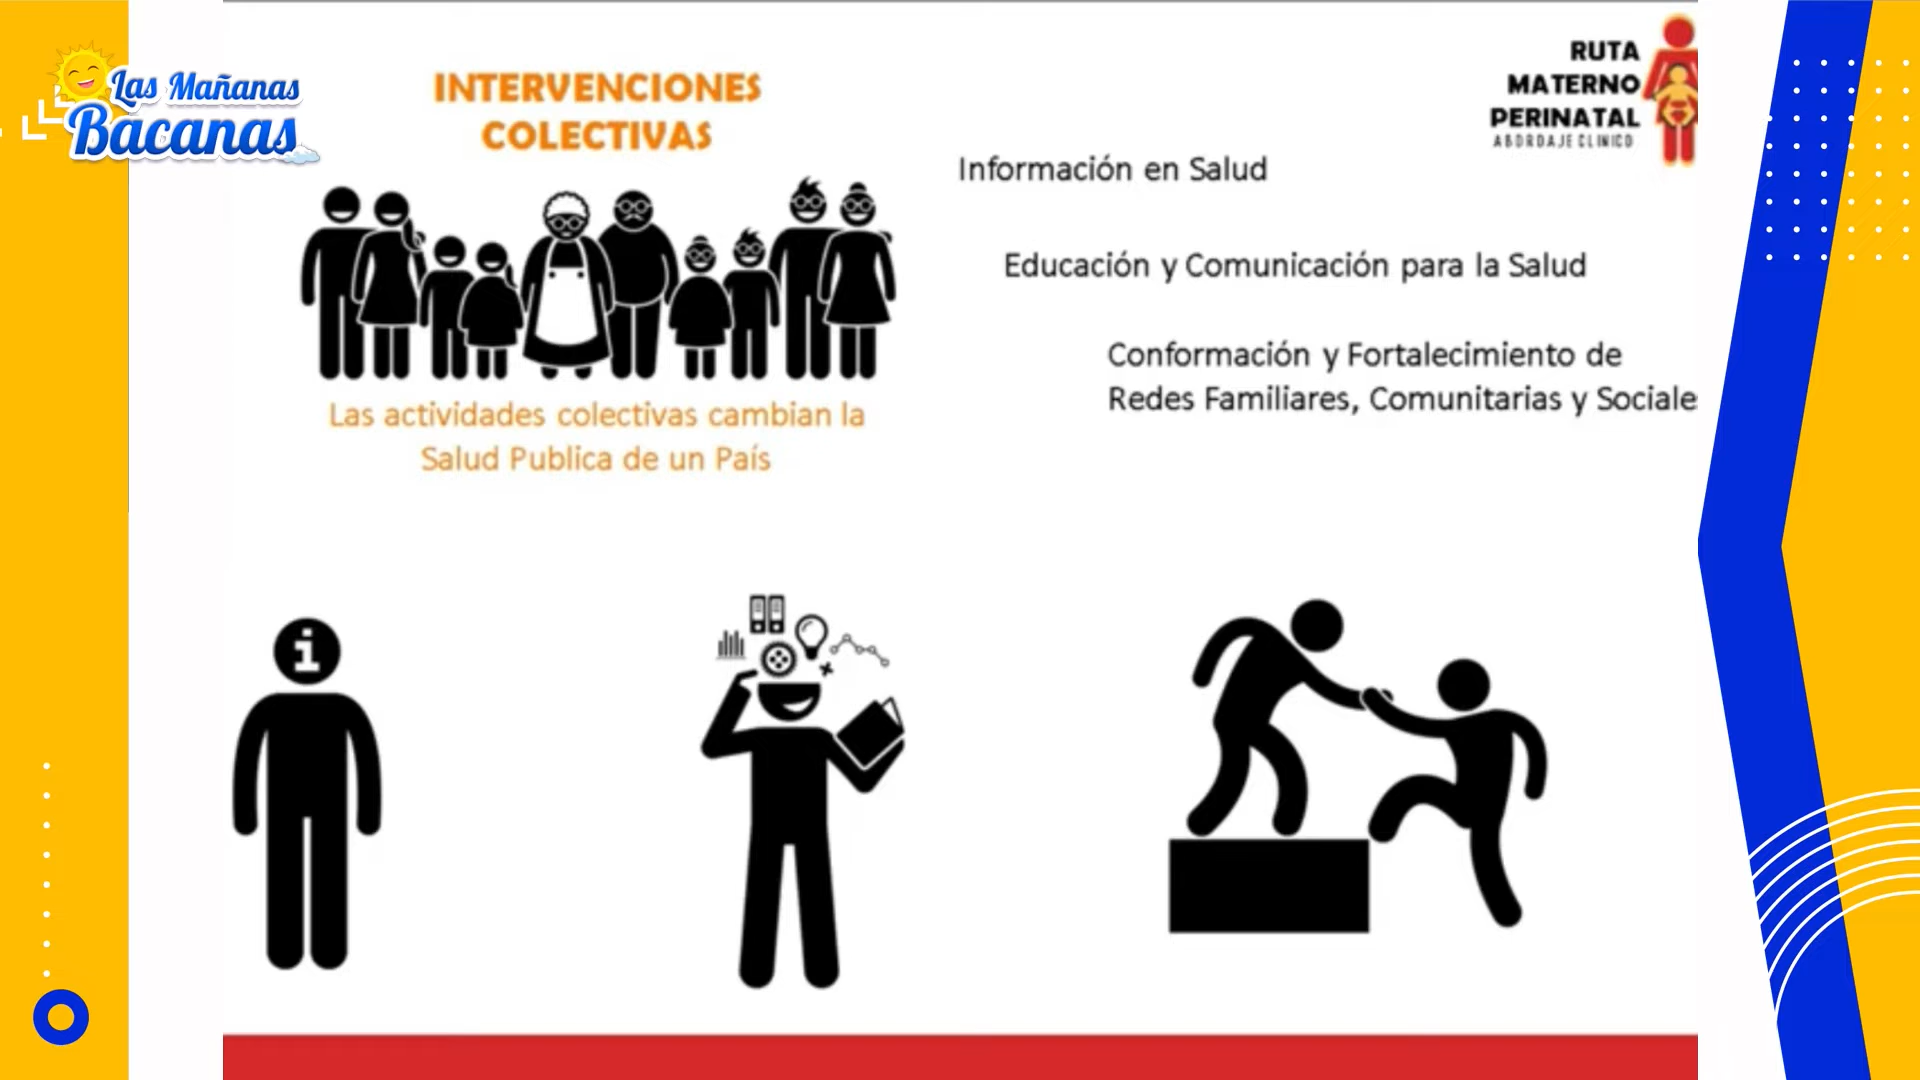 Las Mañanas
Bacanas
INTERVENCIONES
COLECTIVAS
Las actividades colectivas cambian la
Salud Publica de un País
RUTA
MATERNO
PERINATAL
ABORDAJE CLINICO
Información en Salud
Educación y Comunicación para la Salud
Conformación y Fortalecimiento de
Redes Familiares, Comunitarias y Sociale
i